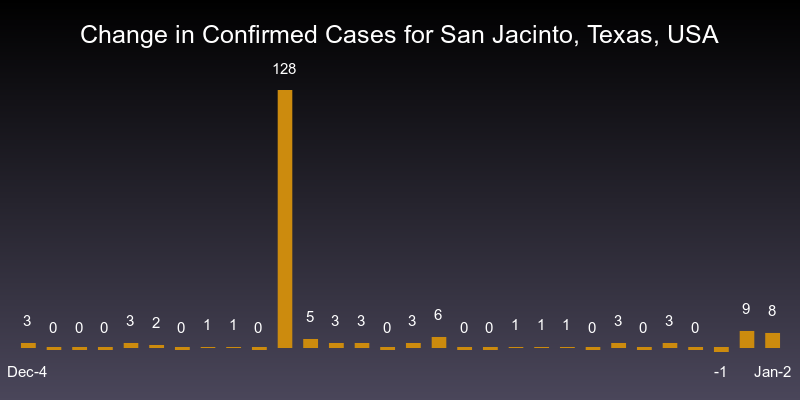 Change in Confirmed Cases for San Jacinto, Texas, USA
128
3 0 0 0 3 2 0 1 1 0 5 3 3 0 3 6 0 0 1 1 1 0 3 0 3 0 9 8
Dec-4 -1 Jan-2